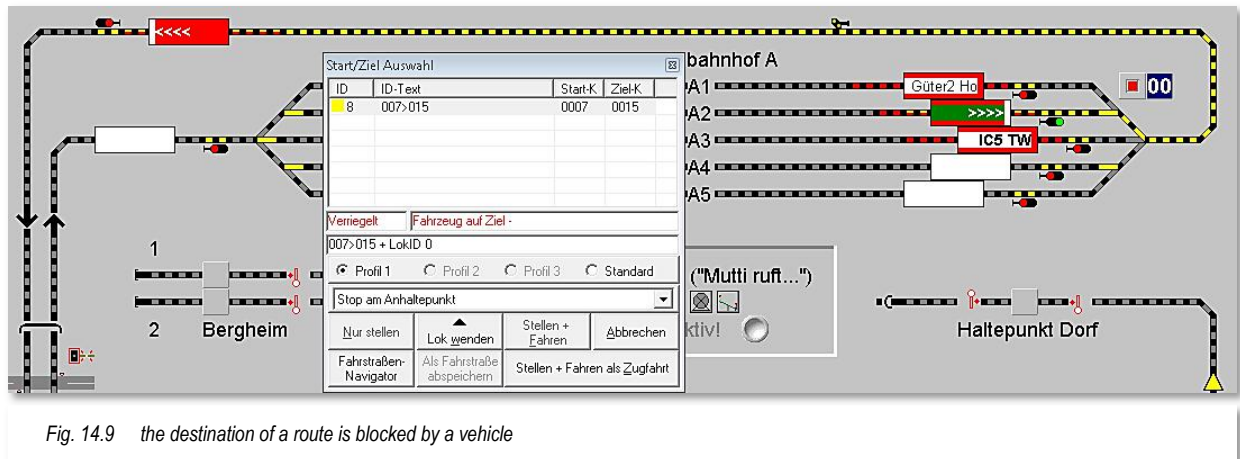 <<<<
Start/Ziel Auswahl
bahnhof A
ID ID-Text Start-K Ziel-K
8 007>015 0007 0015
A1 Güter2 Ho 00
A2 >>>>
A3 IC5 TW
A4
A5
Verriegelt Fahrzeug auf Ziel -
007>015 + LokID 0
Profil 1 Profil 2 Profil 3 Standard
Stop am Anhaltepunkt
Nur stellen Lok wenden Stellen + Fahren Abbrechen
Fahrstraßen-Navigator Als Fahrstraße abspeichern Stellen + Fahren als Zugfahrt
1
2 Bergheim
("Mutti ruft...")
ktiv!
Haltepunkt Dorf
Fig. 14.9 the destination of a route is blocked by a vehicle